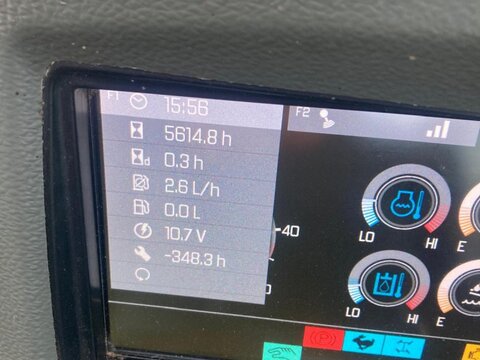 F1 15:56
F2
5614.8 h
d 0.3 h
2.6 L/h
0.0 L
10.7 V
-348.3 h
40
LO HI E
LO HI E
(P)